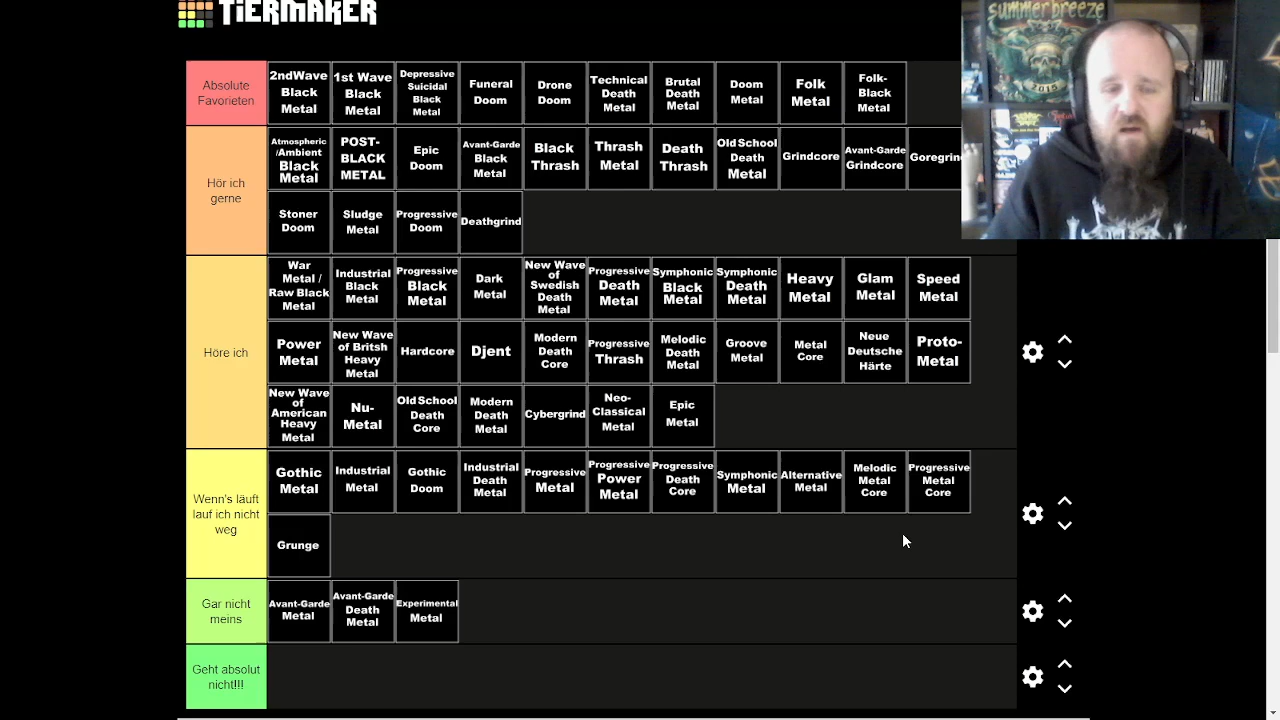 TiERMAKER
summerbreeze
2015
Absolute
Favorieten
2ndWave
Black
Metal
1st Wave
Black
Metal
Depressive
Suicidal
Black
Metal
Funeral
Doom
Drone
Doom
Technical
Death
Metal
Brutal
Death
Metal
Doom
Metal
Folk
Metal
Folk-
Black
Metal
Hör ich
gerne
Atmospheric
/Ambient
Black
Metal
POST-
BLACK
METAL
Epic
Doom
Avant-Garde
Black
Metal
Black
Thrash
Thrash
Metal
Death
Thrash
Old School
Death
Metal
Grindcore
Avant-Garde
Grindcore
Goregrin
Stoner
Doom
Sludge
Metal
Progressive
Doom
Deathgrind
Höre ich
War
Metal /
Raw Black
Metal
Industrial
Black
Metal
Progressive
Black
Metal
Dark
Metal
New Wave
of
Swedish
Death
Metal
Progressive
Death
Metal
Symphonic
Black
Metal
Symphonic
Death
Metal
Heavy
Metal
Glam
Metal
Speed
Metal
Power
Metal
New Wave
of Britsh
Heavy
Metal
Hardcore
Djent
Modern
Death
Core
Progressive
Thrash
Melodic
Death
Metal
Groove
Metal
Metal
Core
Neue
Deutsche
Härte
Proto-
Metal
New Wave
of
American
Heavy
Metal
Nu-
Metal
Old School
Death
Core
Modern
Death
Metal
Cybergrind
Neo-
Classical
Metal
Epic
Metal
Wenn's läuft
lauf ich nicht
weg
Gothic
Metal
Industrial
Metal
Gothic
Doom
Industrial
Death
Metal
Progressive
Metal
Progressive
Power
Metal
Progressive
Death
Core
Symphonic
Metal
Alternative
Metal
Melodic
Metal
Core
Progressive
Metal
Core
Grunge
Gar nicht
meins
Avant-Garde
Metal
Avant-Garde
Death
Metal
Experimental
Metal
Geht absolut
nicht!!!